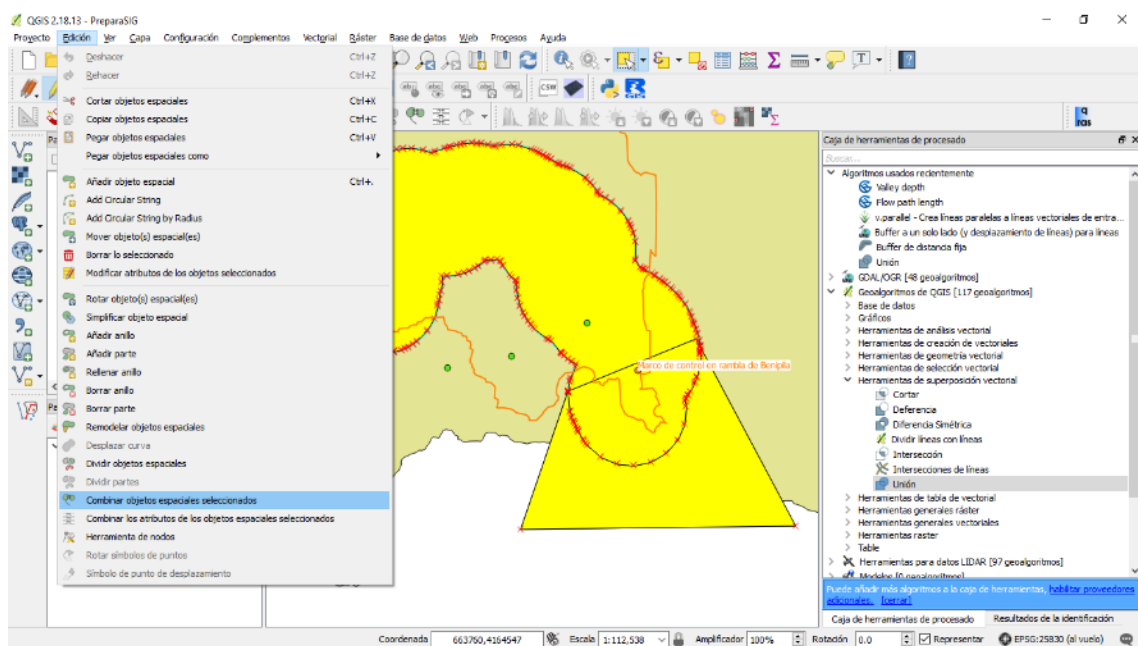 QGIS 2.18.13 - PreparaSIG
Proyecto Edición Ver Capa Configuración Complementos Vectorial Ráster Base de datos Web Procesos Ayuda
Deshacer Ctrl+Z
Rehacer Ctrl+Z
Cortar objetos espaciales Ctrl+X
Copiar objetos espaciales Ctrl+C
Pegar objetos espaciales Ctrl+V
Pegar objetos espaciales como
Añadir objeto espacial Ctrl+.
Add Circular String
Add Circular String by Radius
Mover objeto(s) espacial(es)
Borrar lo seleccionado
Modificar atributos de los objetos seleccionados
Rotar objeto(s) espacial(es)
Simplificar objeto espacial
Añadir anillo
Añadir parte
Rellenar anillo
Borrar anillo
Borrar parte
Remodelar objetos espaciales
Desplazar curva
Dividir objetos espaciales
Dividir partes
Combinar objetos espaciales seleccionados
Combinar los atributos de los objetos espaciales seleccionados
Herramienta de nodos
Rotar símbolos de puntos
Símbolo de punto de desplazamiento
CSW
Marco de control en rambla de Benipila
Caja de herramientas de procesado
Buscar...
Algoritmos usados recientemente
Valley depth
Flow path length
v.parallel - Crea líneas paralelas a líneas vectoriales de entra...
Buffer a un solo lado (y desplazamiento de líneas) para líneas
Buffer de distancia fija
Unión
GDAL/OGR [48 geoalgoritmos]
Geoalgoritmos de QGIS [117 geoalgoritmos]
Base de datos
Gráficos
Herramientas de análisis vectorial
Herramientas de creación de vectoriales
Herramientas de geometría vectorial
Herramientas de selección vectorial
Herramientas de superposición vectorial
Cortar
Deferencia
Diferencia Simétrica
Dividir líneas con líneas
Intersección
Intersecciones de líneas
Unión
Herramientas de tabla de vectorial
Herramientas generales ráster
Herramientas generales vectoriales
Herramientas raster
Table
Herramientas para datos LIDAR [97 geoalgoritmos]
Modelos [0 geoalgoritmos]
Puede añadir más algoritmos a la caja de herramientas, habilitar proveedores
adicionales. [cerrar]
Caja de herramientas de procesado Resultados de la identificación
Coordenada 663760,4164547 Escala 1:112,538 Amplificador 100% Rotación 0.0 Representar EPSG:25830 (al vuelo)